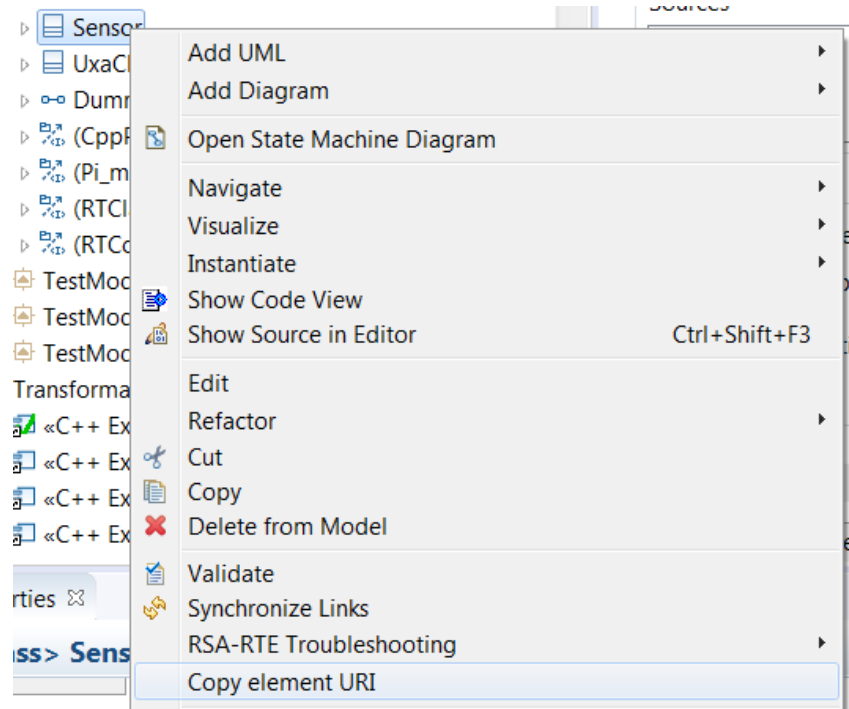 Sources
Sensor
Add UML
UxaCl
Add Diagram
Dumm
(CppP
Open State Machine Diagram
(Pi_m
Navigate
(RTCl
Visualize
(RTCo
Instantiate
TestMod
Show Code View
TestMod
Show Source in Editor Ctrl+Shift+F3
TestMod
Edit
Transforma
Refactor
«C++ Ex
Cut
«C++ Ex
Copy
«C++ Ex
Delete from Model
«C++ Ex
Validate
rties
Synchronize Links
RSA-RTE Troubleshooting
ss> Sens
Copy element URI